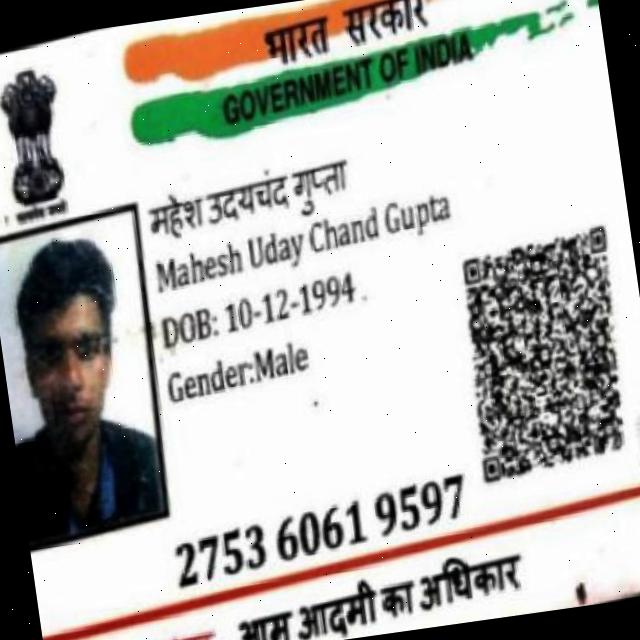 भारत सरकार
GOVERNMENT OF INDIA
महेश उदयचंद गुप्ता
Mahesh Uday Chand Gupta
DOB: 10-12-1994
Gender:Male
2753 6061 9597
आम आदमी का अधिकार